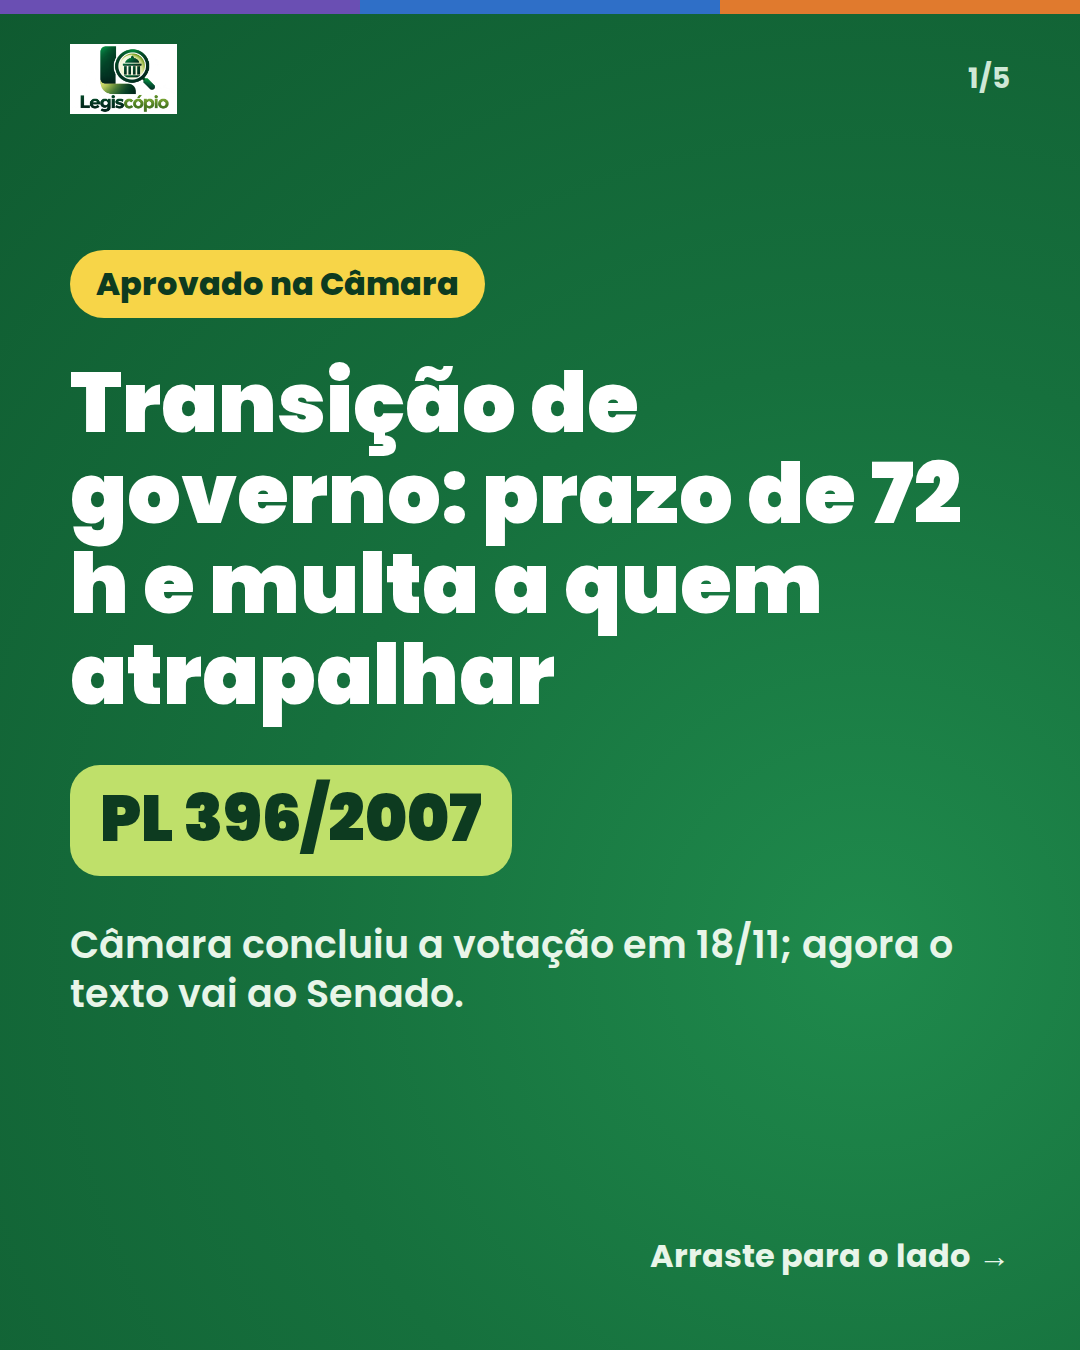 Legiscópio
1/5
Aprovado na Câmara
Transição de
governo: prazo de 72
h e multa a quem
atrapalhar
PL 396/2007
Câmara concluiu a votação em 18/11; agora o
texto vai ao Senado.
Arraste para o lado →